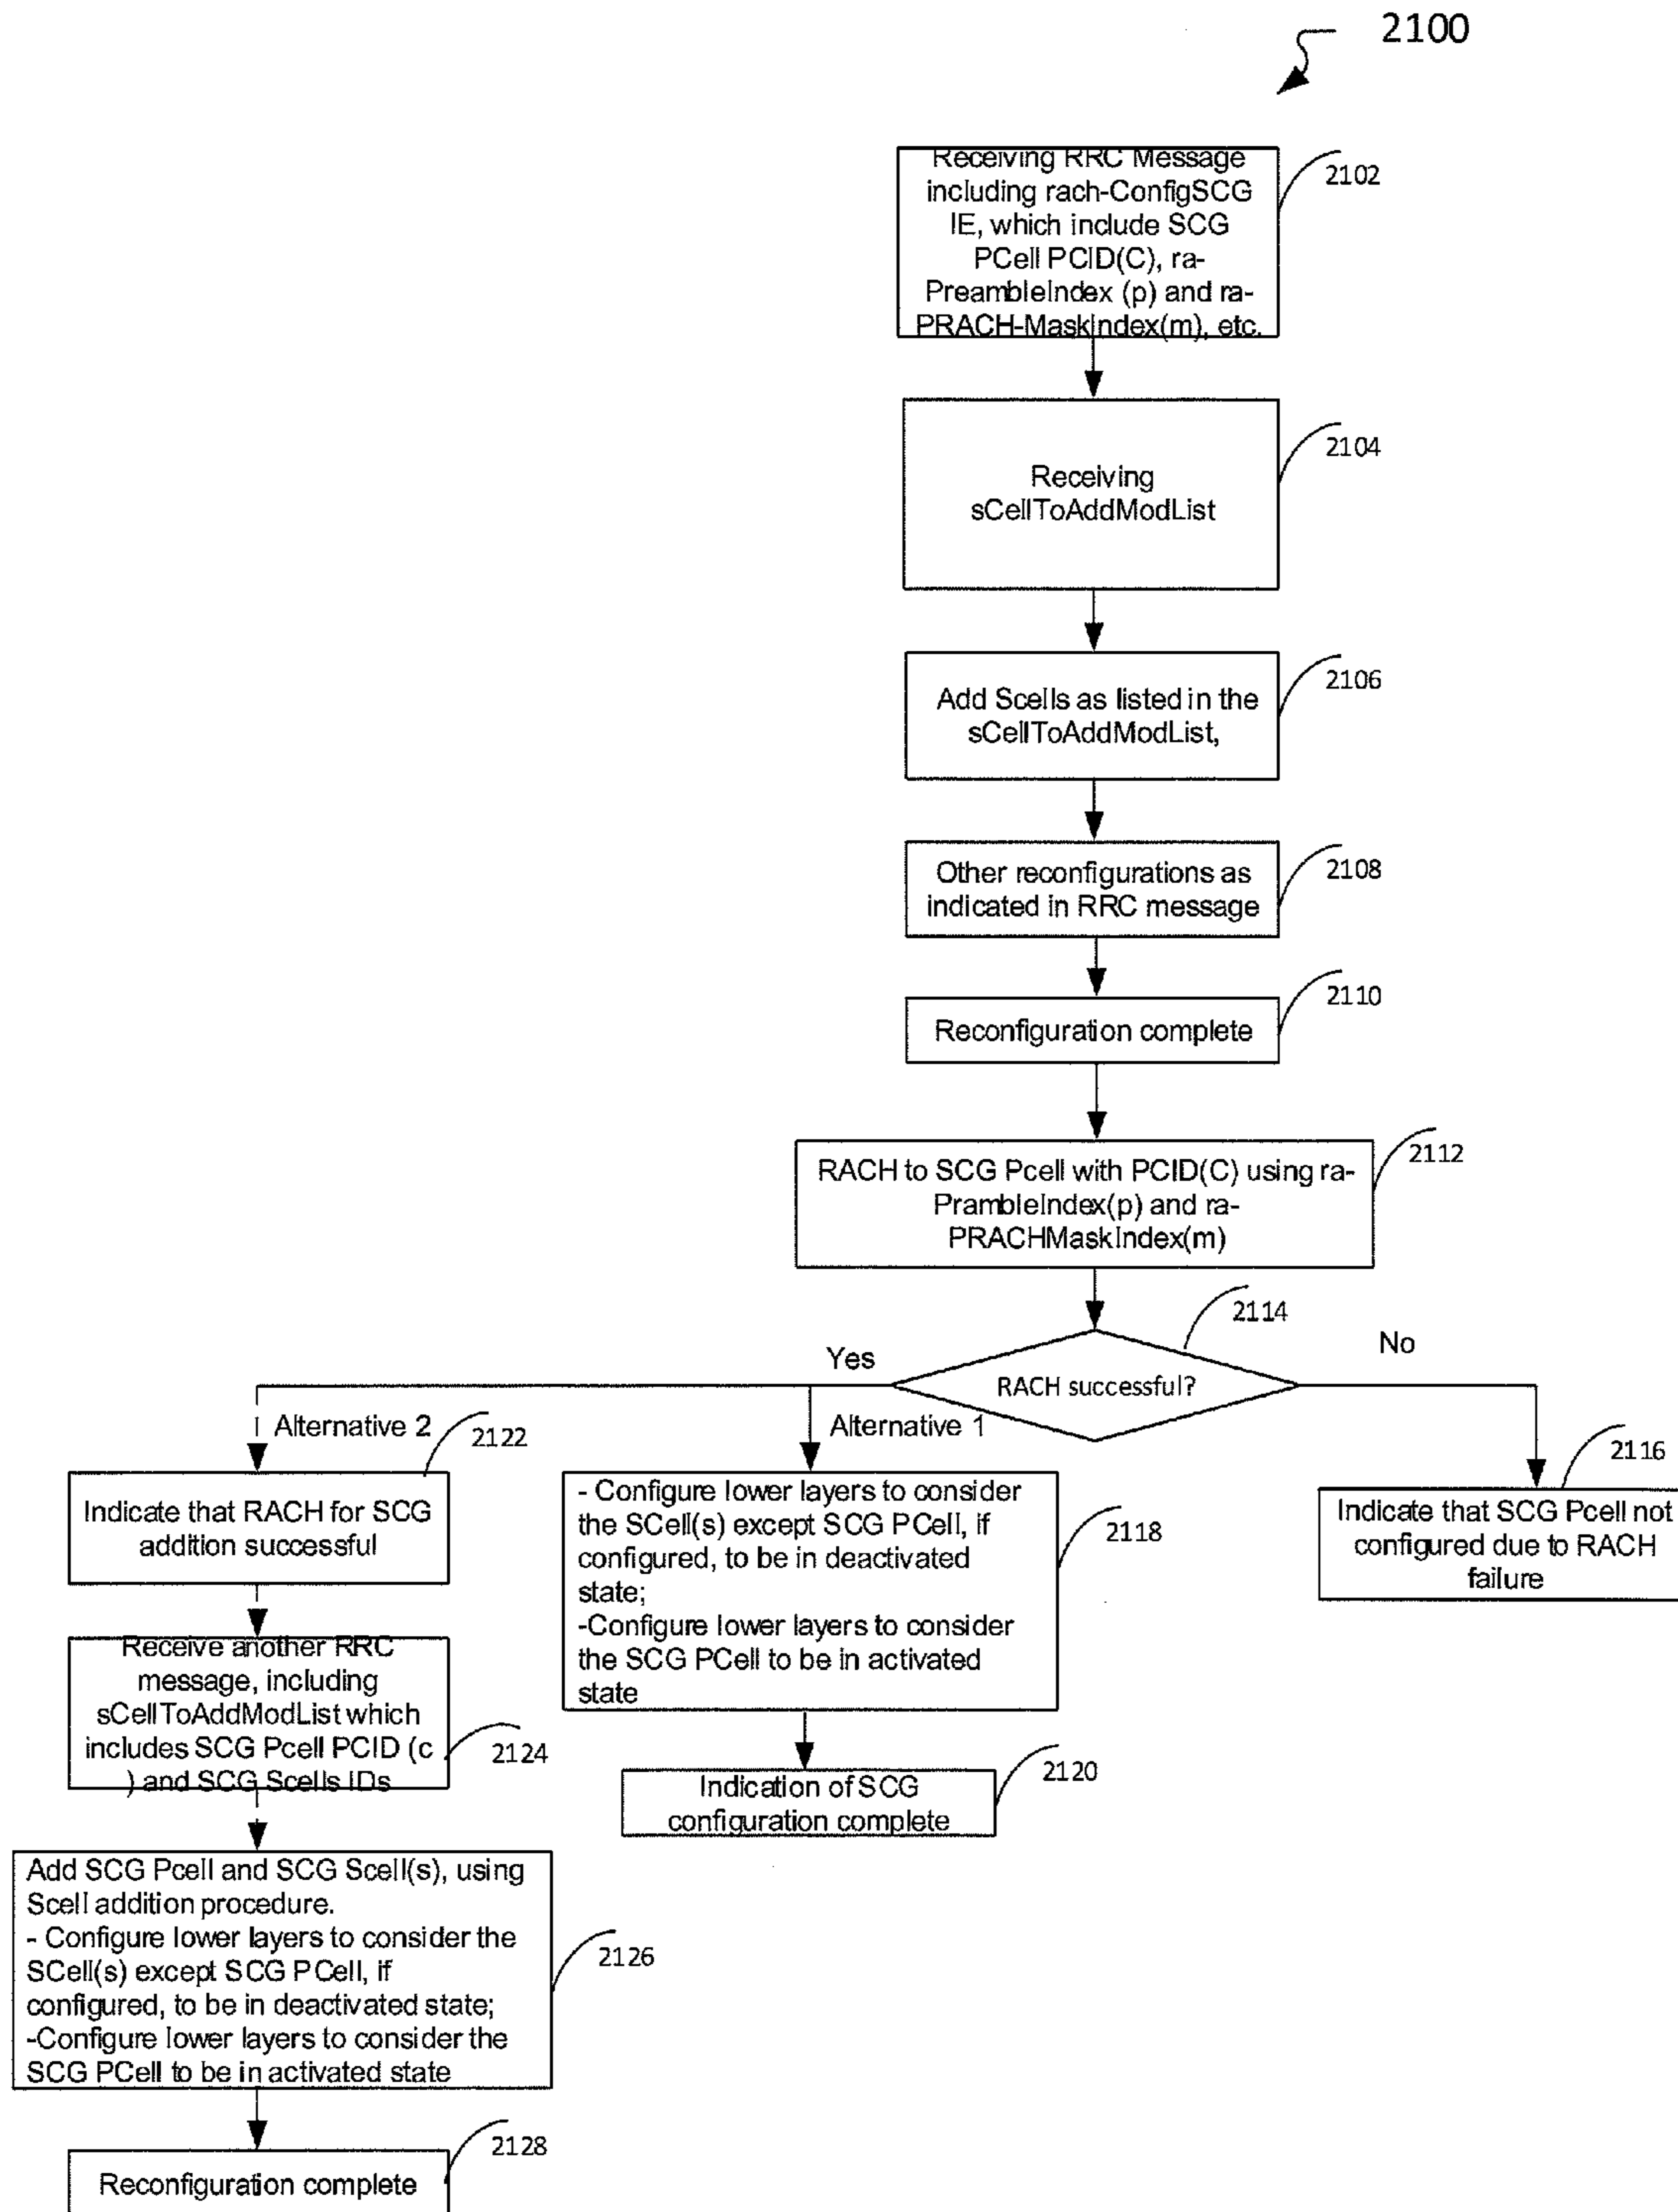 2100
Receiving RRC Message
including rach-ConfigSCG
IE, which include SCG
PCell PCID(C), ra-
PreambleIndex (p) and ra-
PRACH-MaskIndex(m), etc.
2102
Receiving
sCellToAddModList
2104
Add Scells as listed in the
sCellToAddModList,
2106
Other reconfigurations as
indicated in RRC message
2108
Reconfiguration complete
2110
RACH to SCG Pcell with PCID(C) using ra-
PrambleIndex(p) and ra-
PRACHMaskIndex(m)
2112
RACH successful?
2114
Yes
No
Alternative 2
Alternative 1
Indicate that RACH for SCG
addition successful
2122
- Configure lower layers to consider
the SCell(s) except SCG PCell, if
configured, to be in deactivated
state;
-Configure lower layers to consider
the SCG PCell to be in activated
state
2118
Indicate that SCG Pcell not
configured due to RACH
failure
2116
Receive another RRC
message, including
sCellToAddModList which
includes SCG Pcell PCID (c
) and SCG Scells IDs
2124
Indication of SCG
configuration complete
2120
Add SCG Pcell and SCG Scell(s), using
Scell addition procedure.
- Configure lower layers to consider the
SCell(s) except SCG PCell, if
configured, to be in deactivated state;
-Configure lower layers to consider the
SCG PCell to be in activated state
2126
Reconfiguration complete
2128